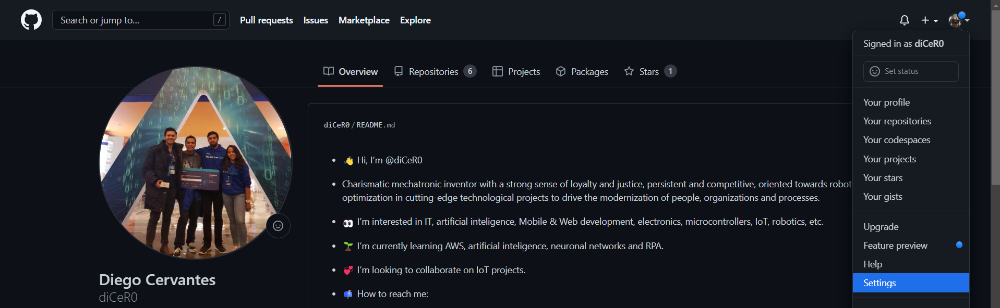 Search or jump to... /
Pull requests
Issues
Marketplace
Explore
Signed in as diCeR0
Set status
Your profile
Your repositories
Your codespaces
Your projects
Your stars
Your gists
Upgrade
Feature preview
Help
Settings
Overview
Repositories 6
Projects
Packages
Stars 1
diCeR0/README.md
👋 Hi, I’m @diCeR0
Charismatic mechatronic inventor with a strong sense of loyalty and justice, persistent and competitive, oriented towards robot
optimization in cutting-edge technological projects to drive the modernization of people, organizations and processes.
👀 I’m interested in IT, artificial inteligence, Mobile & Web development, electronics, microcontrollers, IoT, robotics, etc.
🌱 I’m currently learning AWS, artificial inteligence, neuronal networks and RPA.
💞️ I’m looking to collaborate on IoT projects.
📫 How to reach me:
Diego Cervantes
diCeR0